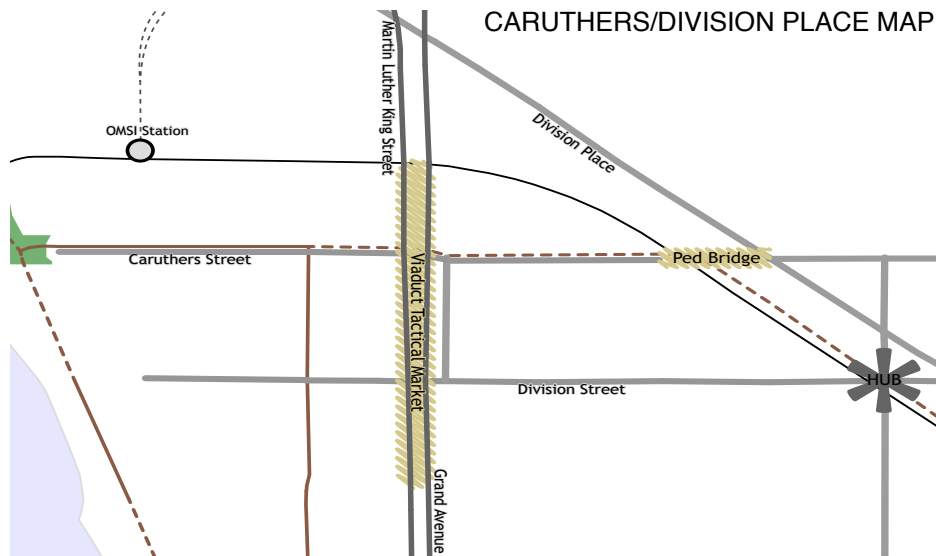 CARUTHERS/DIVISION PLACE MAP
Martin Luther King Street
OMSI Station
Division Place
Caruthers Street
Viaduct Tactical Market
Ped Bridge
Division Street
HUB
Grand Avenue